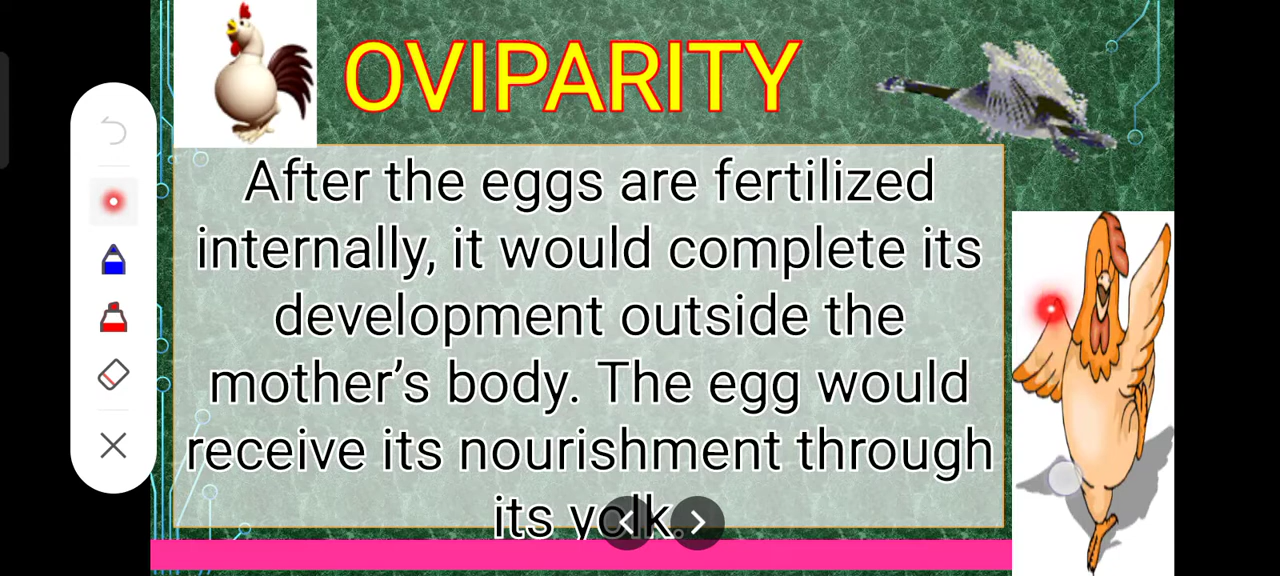 OVIPARITY
After the eggs are fertilized
internally, it would complete its
development outside the
mother’s body. The egg would
receive its nourishment through
its yolk.